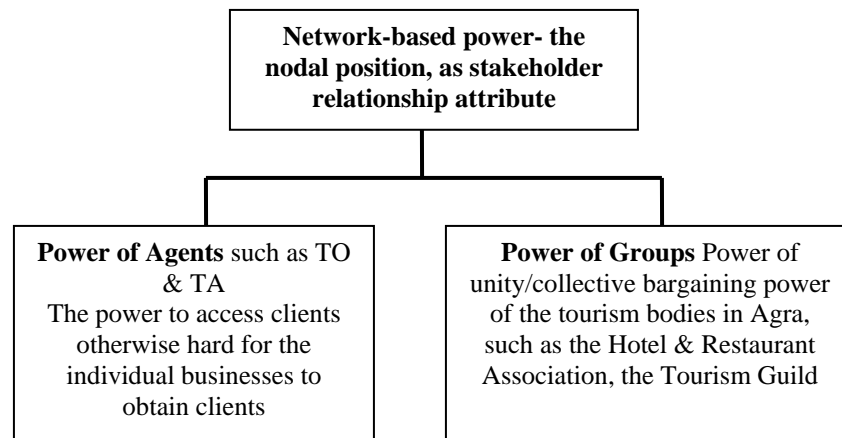 Network-based power- the
nodal position, as stakeholder
relationship attribute
Power of Agents such as TO
& TA
The power to access clients
otherwise hard for the
individual businesses to
obtain clients
Power of Groups Power of
unity/collective bargaining power
of the tourism bodies in Agra,
such as the Hotel & Restaurant
Association, the Tourism Guild